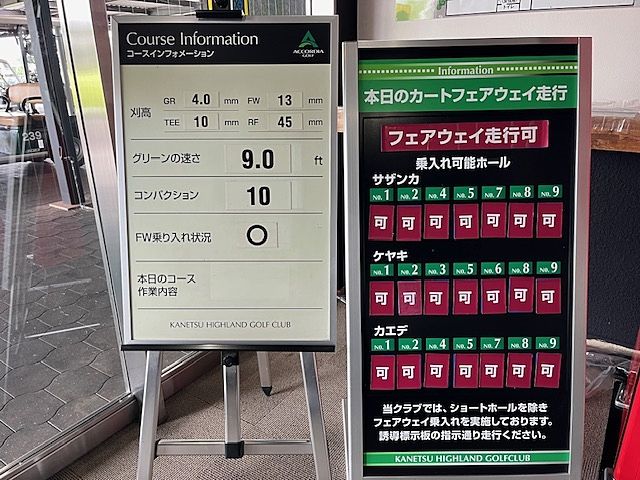 Course Information
コースインフォメーション
ACCORDIA
GOLF
刈高
GR 4.0 mm FW 13 mm
TEE 10 mm RF 45 mm
グリーンの速さ 9.0 ft
コンパクション 10
FW乗り入れ状況 ○
本日のコース
作業内容
KANETSU HIGHLAND GOLF CLUB
239
Information
本日のカートフェアウェイ走行
フェアウェイ走行可
乗入れ可能ホール
サザンカ
No.1 No.2 No.4 No.5 No.7 No.8 No.9
可 可 可 可 可 可 可
ケヤキ
No.1 No.2 No.3 No.5 No.6 No.8 No.9
可 可 可 可 可 可 可
カエデ
No.1 No.2 No.4 No.5 No.7 No.8 No.9
可 可 可 可 可 可 可
当クラブでは、ショートホールを除き
フェアウェイ乗入れを実施しております。
誘導標示板の指示通り走行ください。
KANETSU HIGHLAND GOLFCLUB